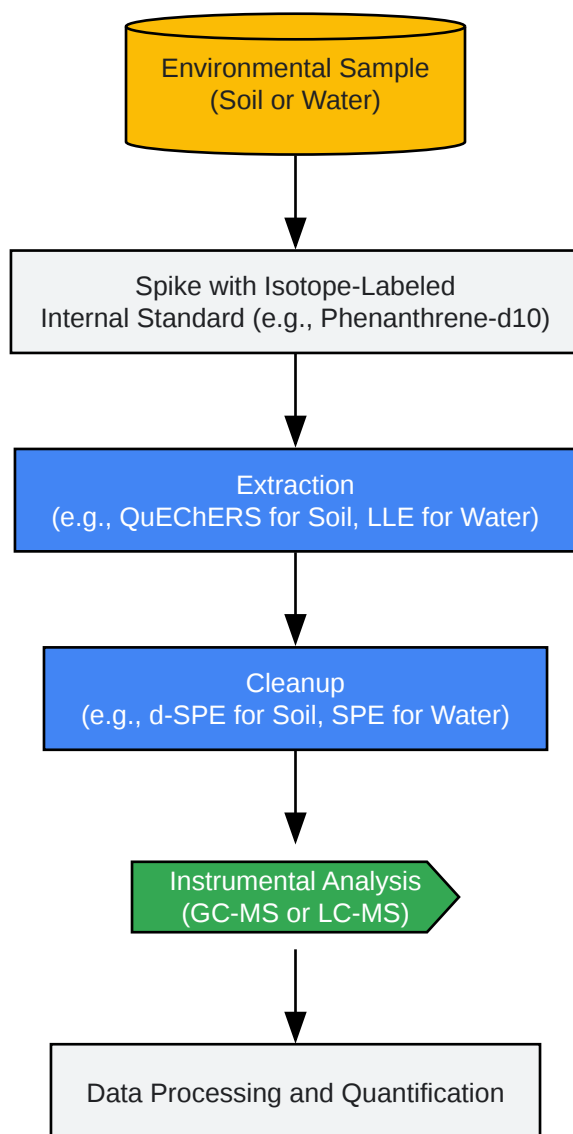 Environmental Sample
(Soil or Water)
Spike with Isotope-Labeled
Internal Standard (e.g., Phenanthrene-d10)
Extraction
(e.g., QuEChERS for Soil, LLE for Water)
Cleanup
(e.g., d-SPE for Soil, SPE for Water)
Instrumental Analysis
(GC-MS or LC-MS)
Data Processing and Quantification